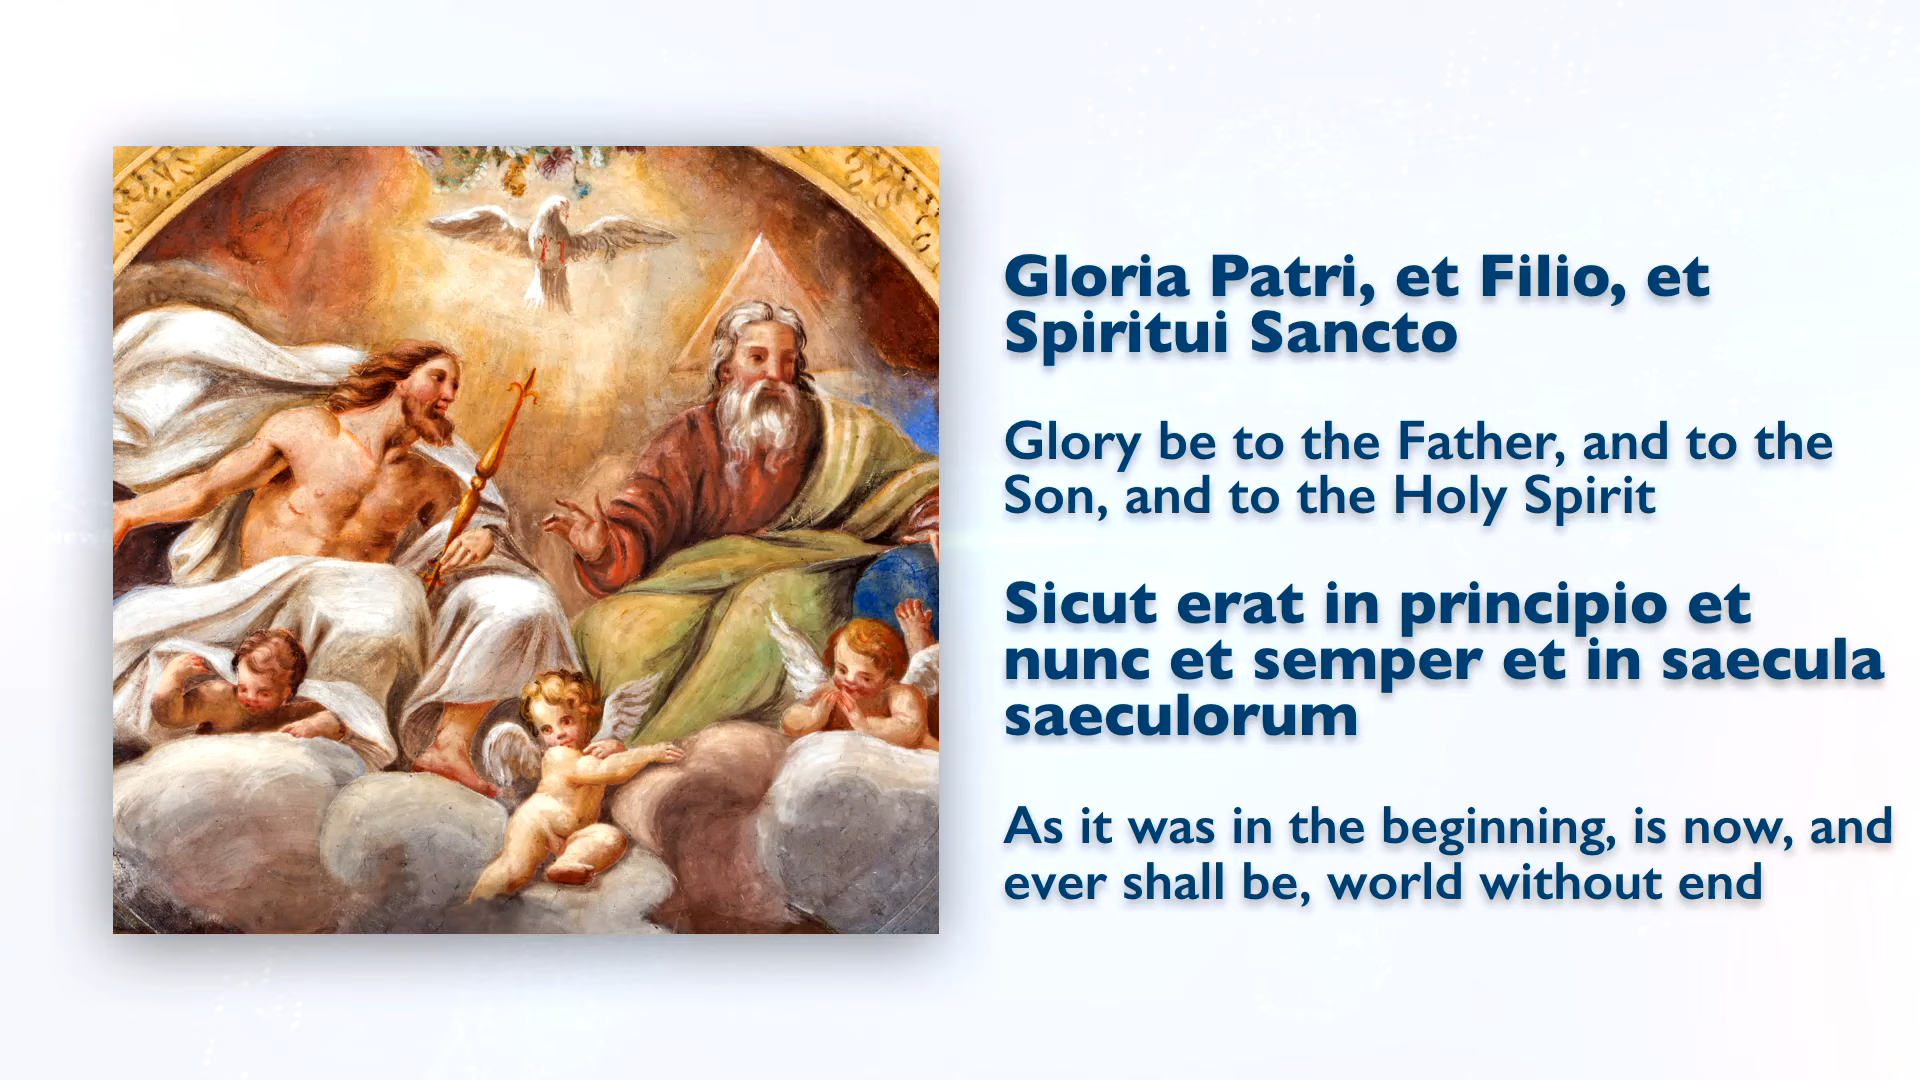 Gloria Patri, et Filio, et
Spiritui Sancto
Glory be to the Father, and to the
Son, and to the Holy Spirit
Sicut erat in principio et
nunc et semper et in saecula
saeculorum
As it was in the beginning, is now, and
ever shall be, world without end